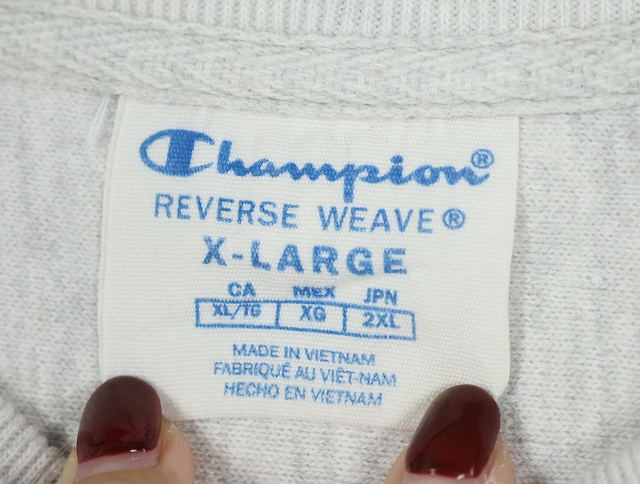 Champion®
REVERSE WEAVE®
X-LARGE
CA MEX JPN
XL/TG XG 2XL
MADE IN VIETNAM
FABRIQUÉ AU VIÊT-NAM
HECHO EN VIETNAM